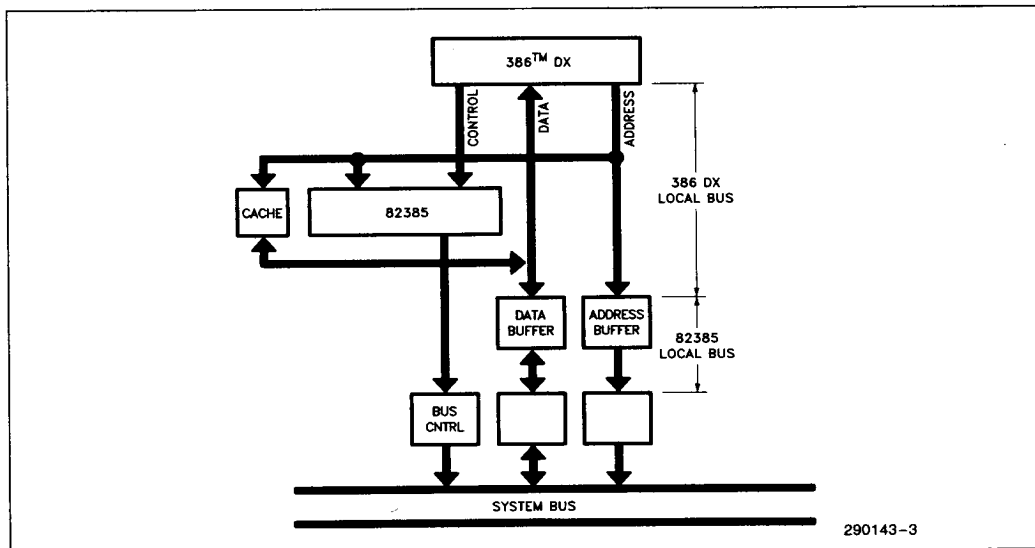 386™ DX
CONTROL
DATA
ADDRESS
386 DX
LOCAL BUS
CACHE
82385
DATA
BUFFER
ADDRESS
BUFFER
82385
LOCAL BUS
BUS
CNTRL
SYSTEM BUS
290143-3